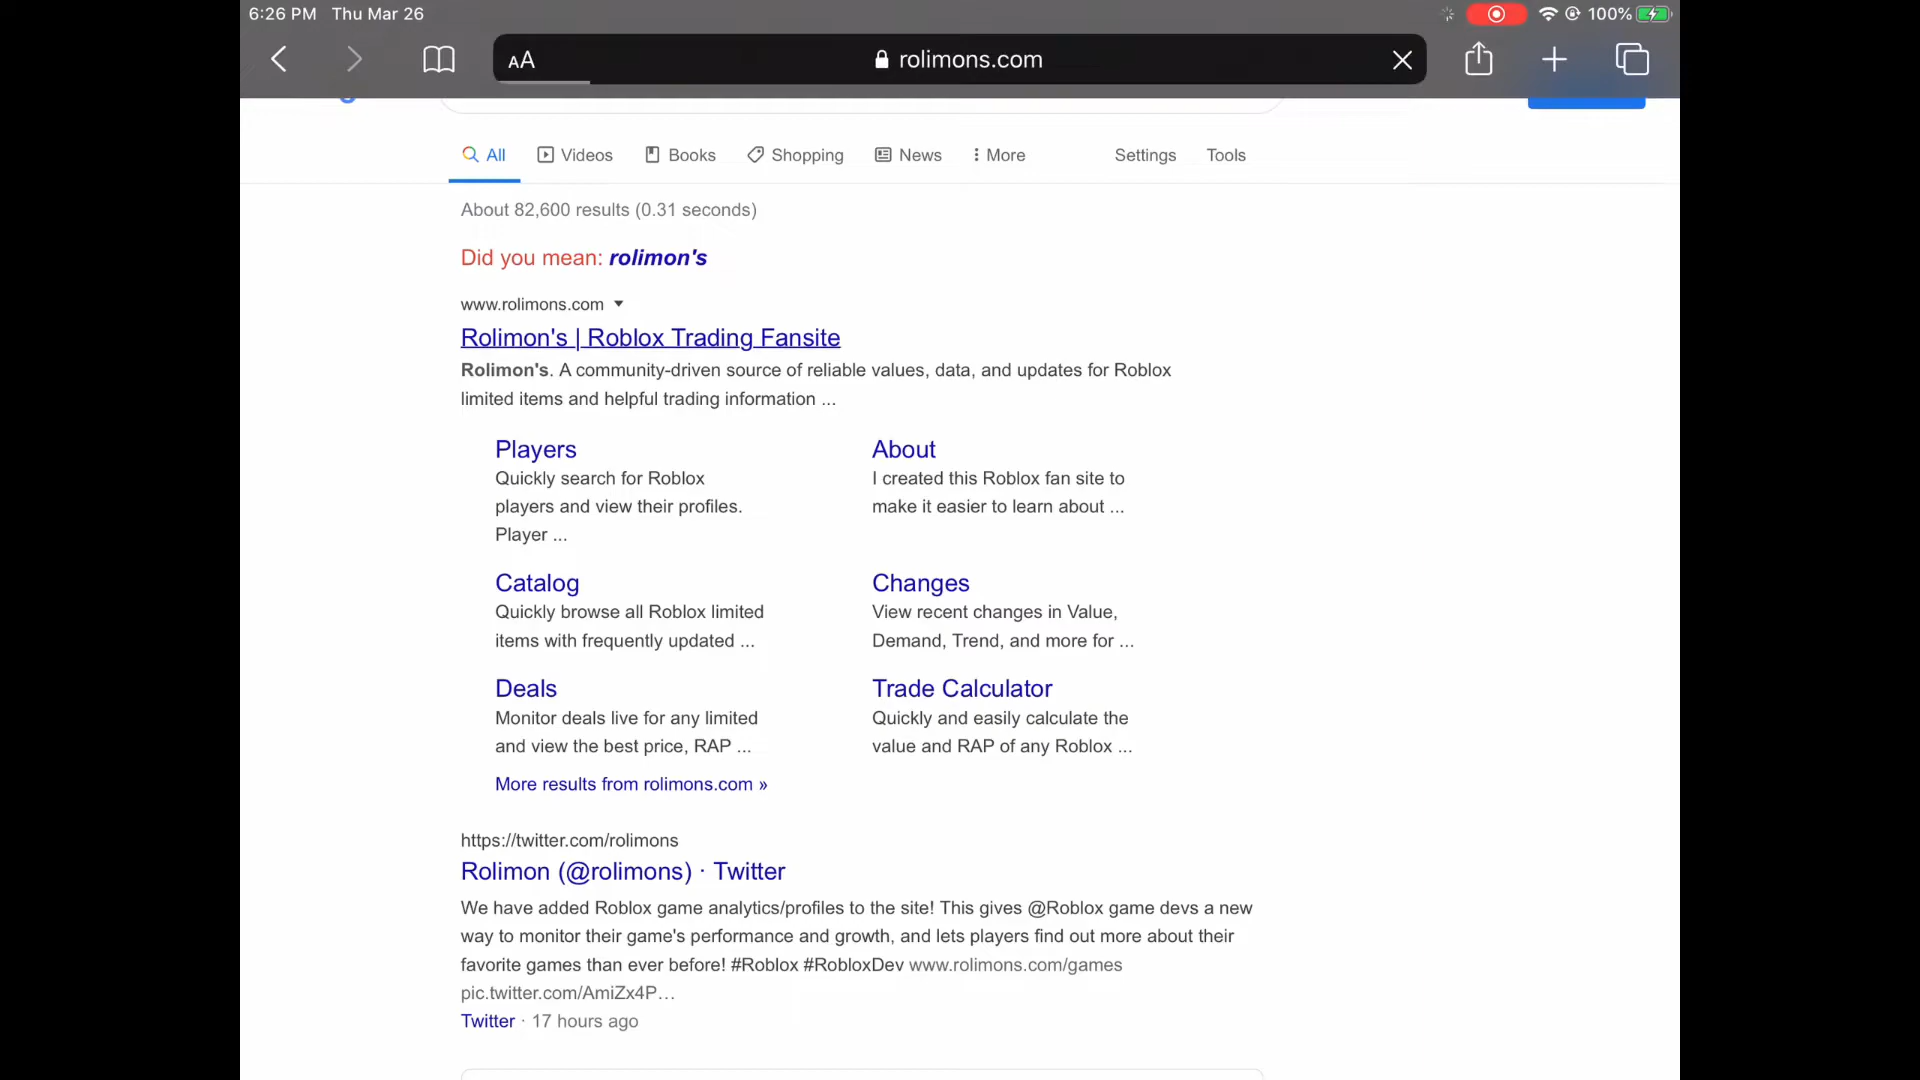 6:26 PM Thu Mar 26
100%
AA
rolimons.com
All
Videos
Books
Shopping
News
More
Settings
Tools
About 82,600 results (0.31 seconds)
Did you mean: rolimon's
www.rolimons.com
Rolimon's | Roblox Trading Fansite
Rolimon's. A community-driven source of reliable values, data, and updates for Roblox
limited items and helpful trading information ...
Players
Quickly search for Roblox
players and view their profiles.
Player ...
About
I created this Roblox fan site to
make it easier to learn about ...
Catalog
Quickly browse all Roblox limited
items with frequently updated ...
Changes
View recent changes in Value,
Demand, Trend, and more for ...
Deals
Monitor deals live for any limited
and view the best price, RAP ...
Trade Calculator
Quickly and easily calculate the
value and RAP of any Roblox ...
More results from rolimons.com »
https://twitter.com/rolimons
Rolimon (@rolimons) · Twitter
We have added Roblox game analytics/profiles to the site! This gives @Roblox game devs a new
way to monitor their game's performance and growth, and lets players find out more about their
favorite games than ever before! #Roblox #RobloxDev www.rolimons.com/games
pic.twitter.com/AmiZx4P…
Twitter · 17 hours ago